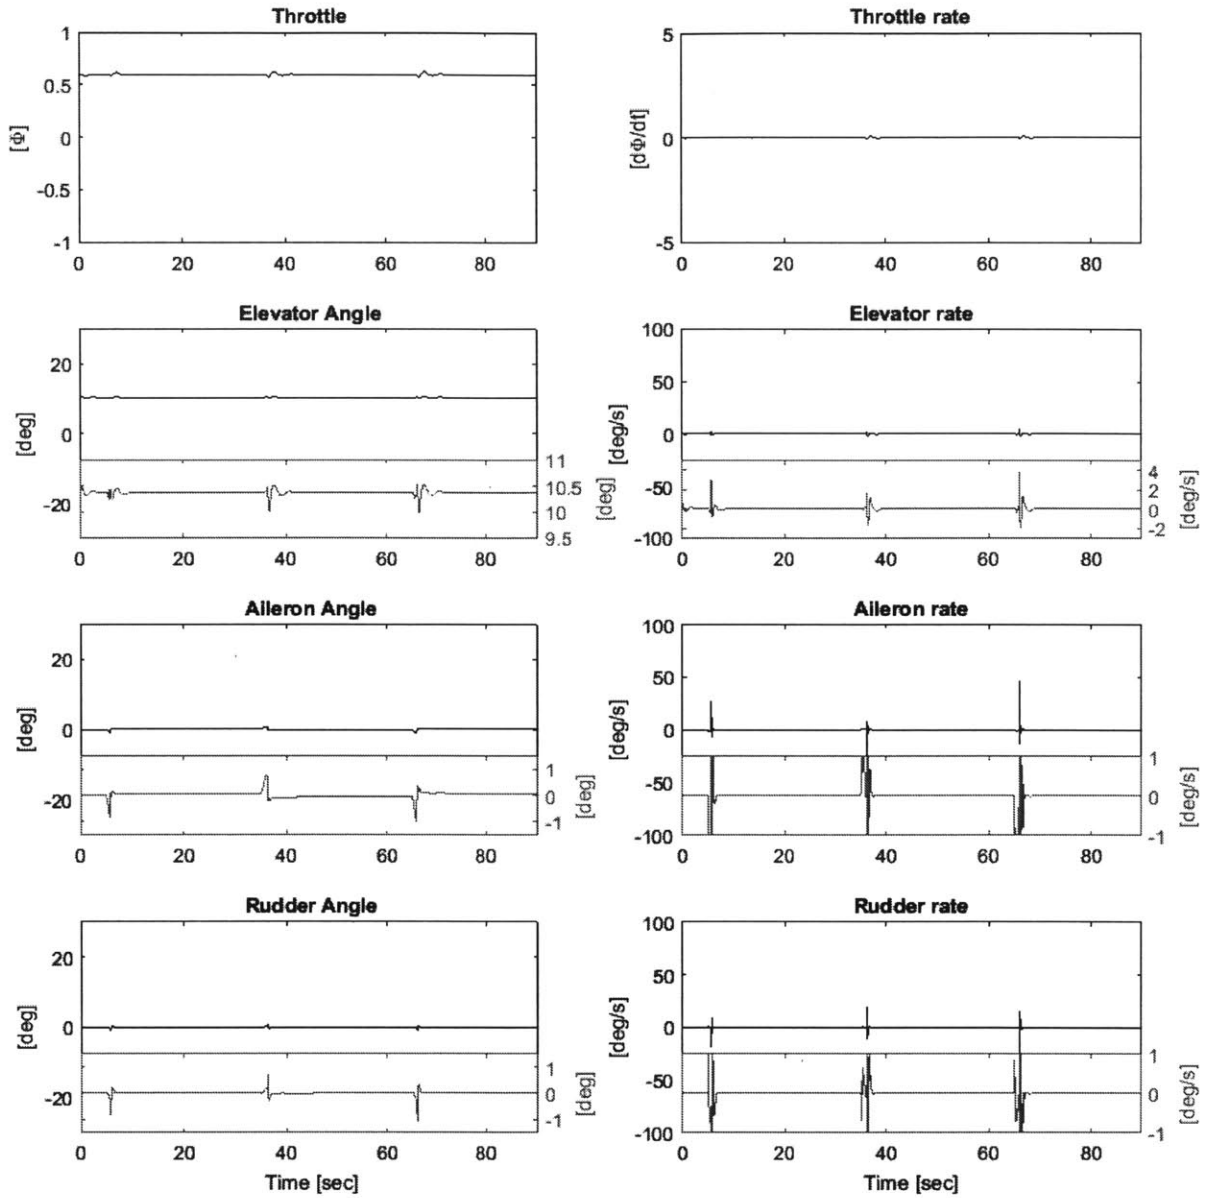 Throttle
1
0.5
0
-0.5
-1
[Φ]
0 20 40 60 80
Throttle rate
5
0
-5
[dΦ/dt]
0 20 40 60 80
Elevator Angle
20
0
-20
[deg]
11
10.5
10
9.5
[deg]
0 20 40 60 80
Elevator rate
100
50
0
-50
-100
[deg/s]
4
2
0
-2
[deg/s]
0 20 40 60 80
Aileron Angle
20
0
-20
[deg]
1
0
-1
[deg]
0 20 40 60 80
Aileron rate
100
50
0
-50
-100
[deg/s]
1
0
-1
[deg/s]
0 20 40 60 80
Rudder Angle
20
0
-20
[deg]
1
0
-1
[deg]
0 20 40 60 80
Time [sec]
Rudder rate
100
50
0
-50
-100
[deg/s]
1
0
-1
[deg/s]
0 20 40 60 80
Time [sec]